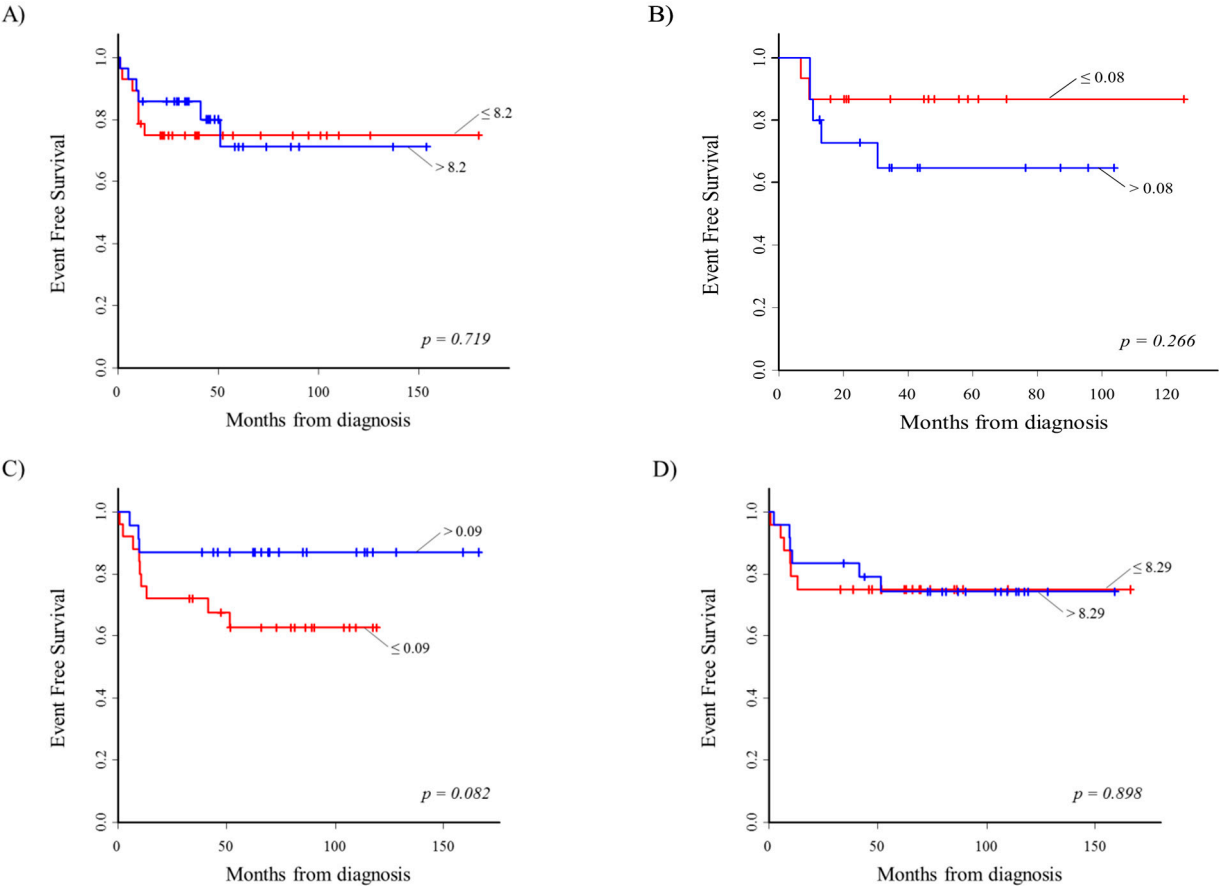 A)
Event Free Survival
1.0
0.8
0.6
0.4
0.2
0.0
≤ 8.2
> 8.2
p = 0.719
0 50 100 150
Months from diagnosis
B)
Event Free Survival
1.0
0.8
0.6
0.4
0.2
0.0
≤ 0.08
> 0.08
p = 0.266
0 20 40 60 80 100 120
Months from diagnosis
C)
Event Free Survival
1.0
0.8
0.6
0.4
0.2
0.0
> 0.09
≤ 0.09
p = 0.082
0 50 100 150
Months from diagnosis
D)
Event Free Survival
1.0
0.8
0.6
0.4
0.2
0.0
≤ 8.29
> 8.29
p = 0.898
0 50 100 150
Months from diagnosis